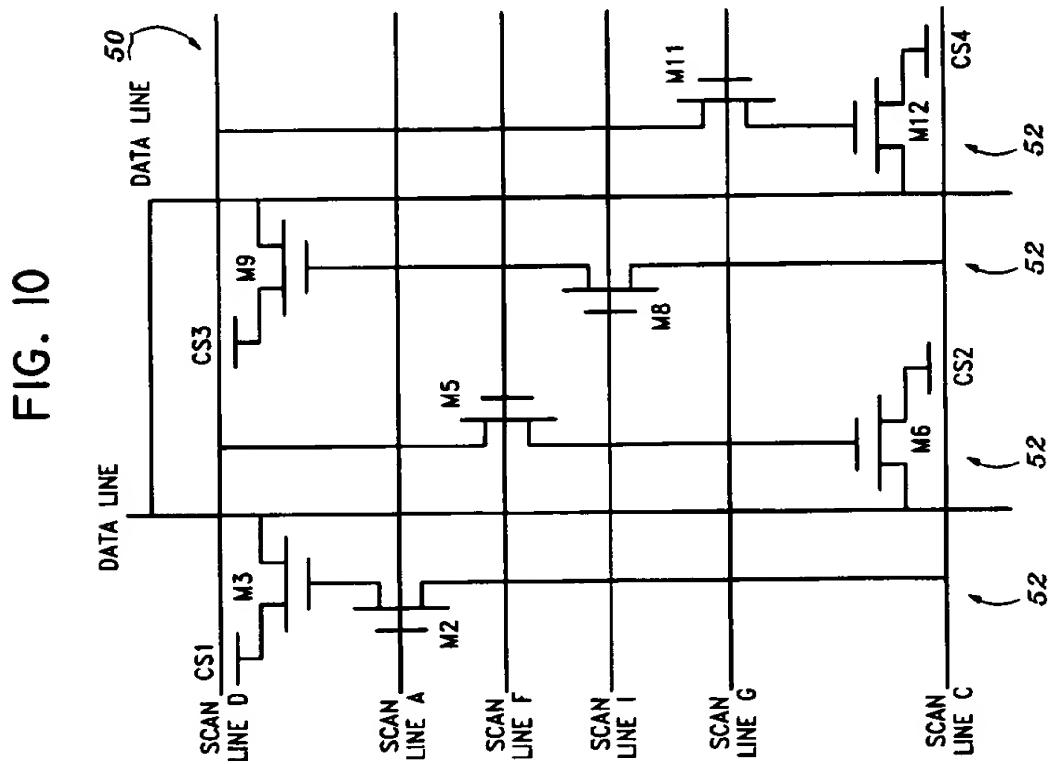 FIG. 10
50
DATA LINE
DATA LINE
SCAN
LINE D
CS1
M3
CS3
M9
SCAN
LINE A
M2
SCAN
LINE F
M5
SCAN
LINE I
M8
SCAN
LINE G
M11
SCAN
LINE C
M6
CS2
M12
CS4
52
52
52
52